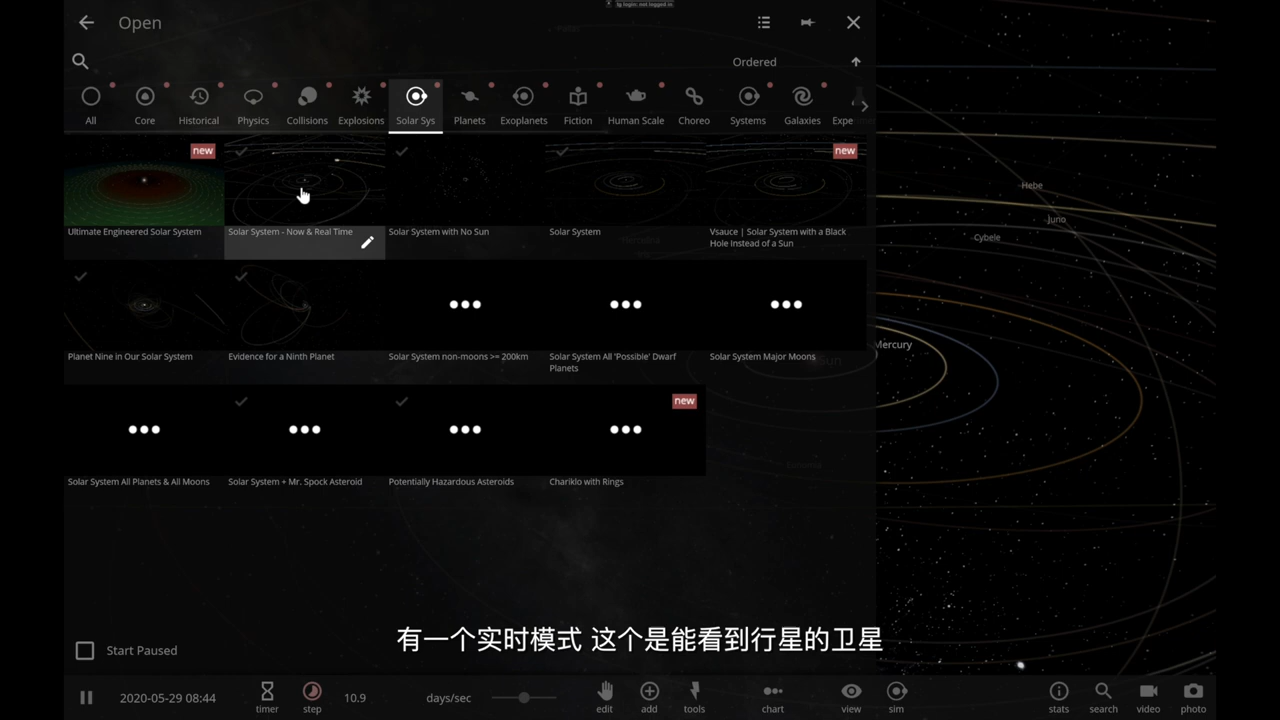 lg login: not logged in
Open
Ordered
All
Core
Historical
Physics
Collisions
Explosions
Solar Sys
Planets
Exoplanets
Fiction
Human Scale
Choreo
Systems
Galaxies
Expe
new
new
Ultimate Engineered Solar System
Solar System - Now & Real Time
Solar System with No Sun
Solar System
Vsauce | Solar System with a Black
Hole Instead of a Sun
Hebe
Juno
Cybele
Planet Nine in Our Solar System
Evidence for a Ninth Planet
Solar System non-moons >= 200km
Solar System All 'Possible' Dwarf
Planets
Solar System Major Moons
Mercury
Sun
new
Solar System All Planets & All Moons
Solar System + Mr. Spock Asteroid
Potentially Hazardous Asteroids
Chariklo with Rings
有一个实时模式 这个是能看到行星的卫星
Start Paused
2020-05-29 08:44
timer
step
10.9
days/sec
edit
add
tools
chart
view
sim
stats
search
video
photo